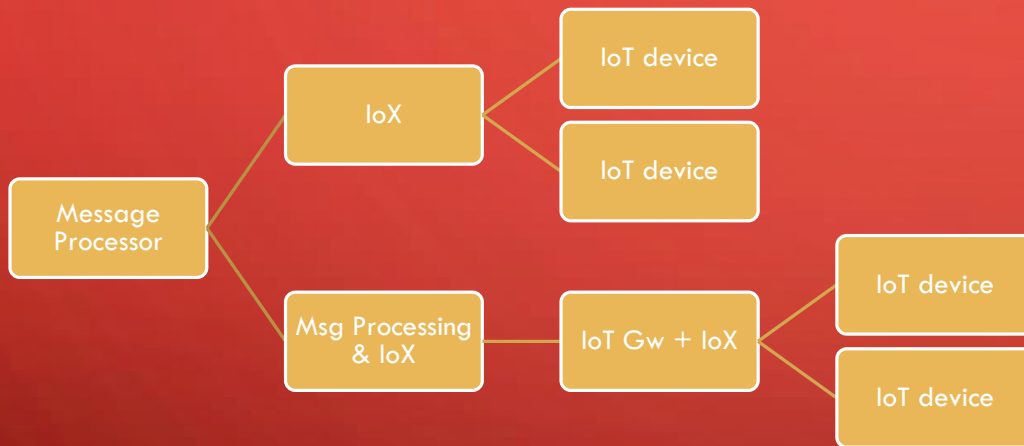 IoT device
IoX
IoT device
Message
Processor
IoT device
Msg Processing
& IoX
IoT Gw + IoX
IoT device